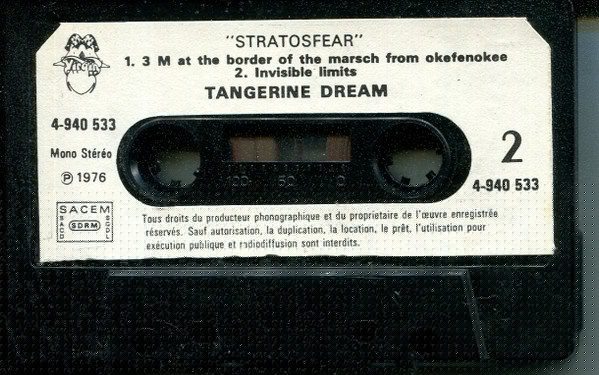 "STRATOSFEAR"
1. 3 M at the border of the marsch from okefenokee
2. Invisible limits
TANGERINE DREAM
Virgin
4-940 533
Mono Stéréo
Ⓟ 1976
2
4-940 533
SACEM
SACD
SDRM
SGDL
100 50 0
Tous droits du producteur phonographique et du proprietaire de l'œuvre enregistrée
réservés. Sauf autorisation, la duplication, la location, le prêt, l'utilisation pour
exécution publique et radiodiffusion sont interdits.